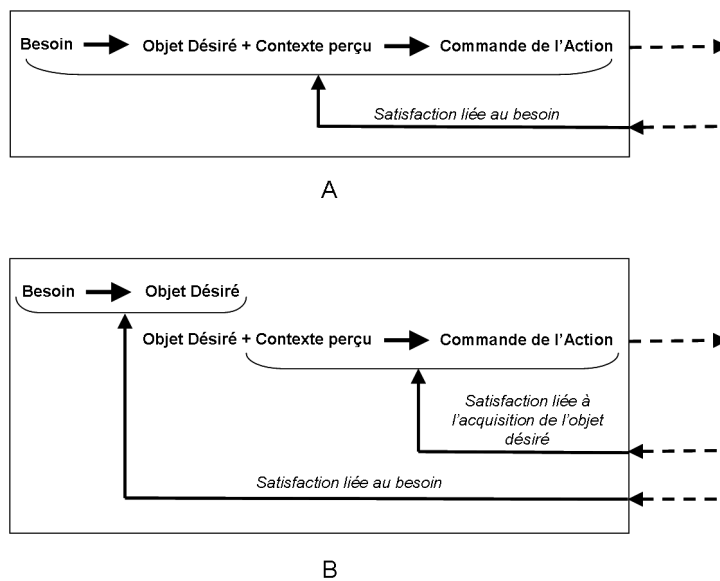 Besoin Objet Désiré + Contexte perçu Commande de l'Action
Satisfaction liée au besoin
A
Besoin Objet Désiré
Objet Désiré + Contexte perçu Commande de l'Action
Satisfaction liée à
l'acquisition de l'objet
désiré
Satisfaction liée au besoin
B